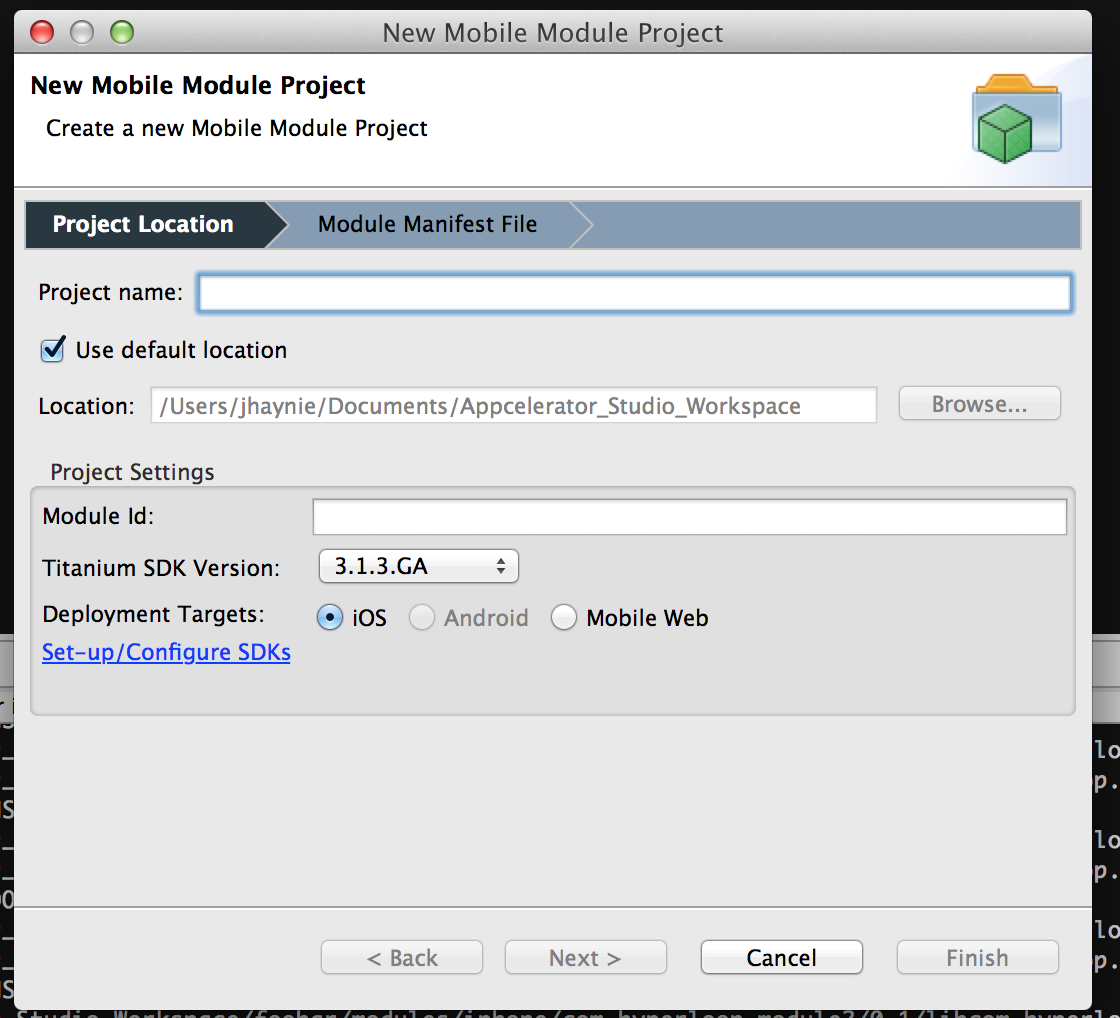 New Mobile Module Project
New Mobile Module Project
Create a new Mobile Module Project
Project Location
Module Manifest File
Project name:
Use default location
Location:
/Users/jhaynie/Documents/Appcelerator_Studio_Workspace
Browse...
Project Settings
Module Id:
Titanium SDK Version:
3.1.3.GA
Deployment Targets:
iOS
Android
Mobile Web
Set-up/Configure SDKs
< Back
Next >
Cancel
Finish